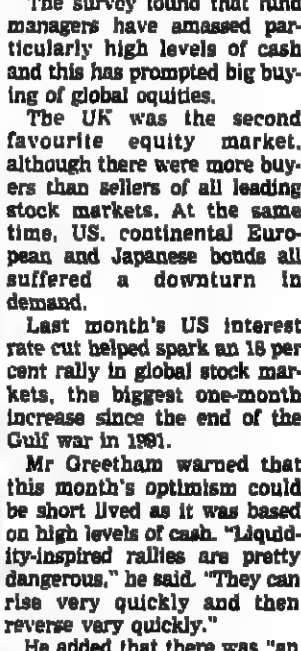 The survey found that fund
managers have amassed par-
ticularly high levels of cash
and this has prompted big buy-
ing of global equities.
The UK was the second
favourite equity market,
although there were more buy-
ers than sellers of all leading
stock markets. At the same
time, US, continental Euro-
pean and Japanese bonds all
suffered a downturn in
demand.
Last month's US interest
rate cut helped spark an 18 per
cent rally in global stock mar-
kets, the biggest one-month
increase since the end of the
Gulf war in 1991.
Mr Greetham warned that
this month's optimism could
be short lived as it was based
on high levels of cash. "Liquid-
ity-inspired rallies are pretty
dangerous," he said. "They can
rise very quickly and then
reverse very quickly."
He added that there was "an